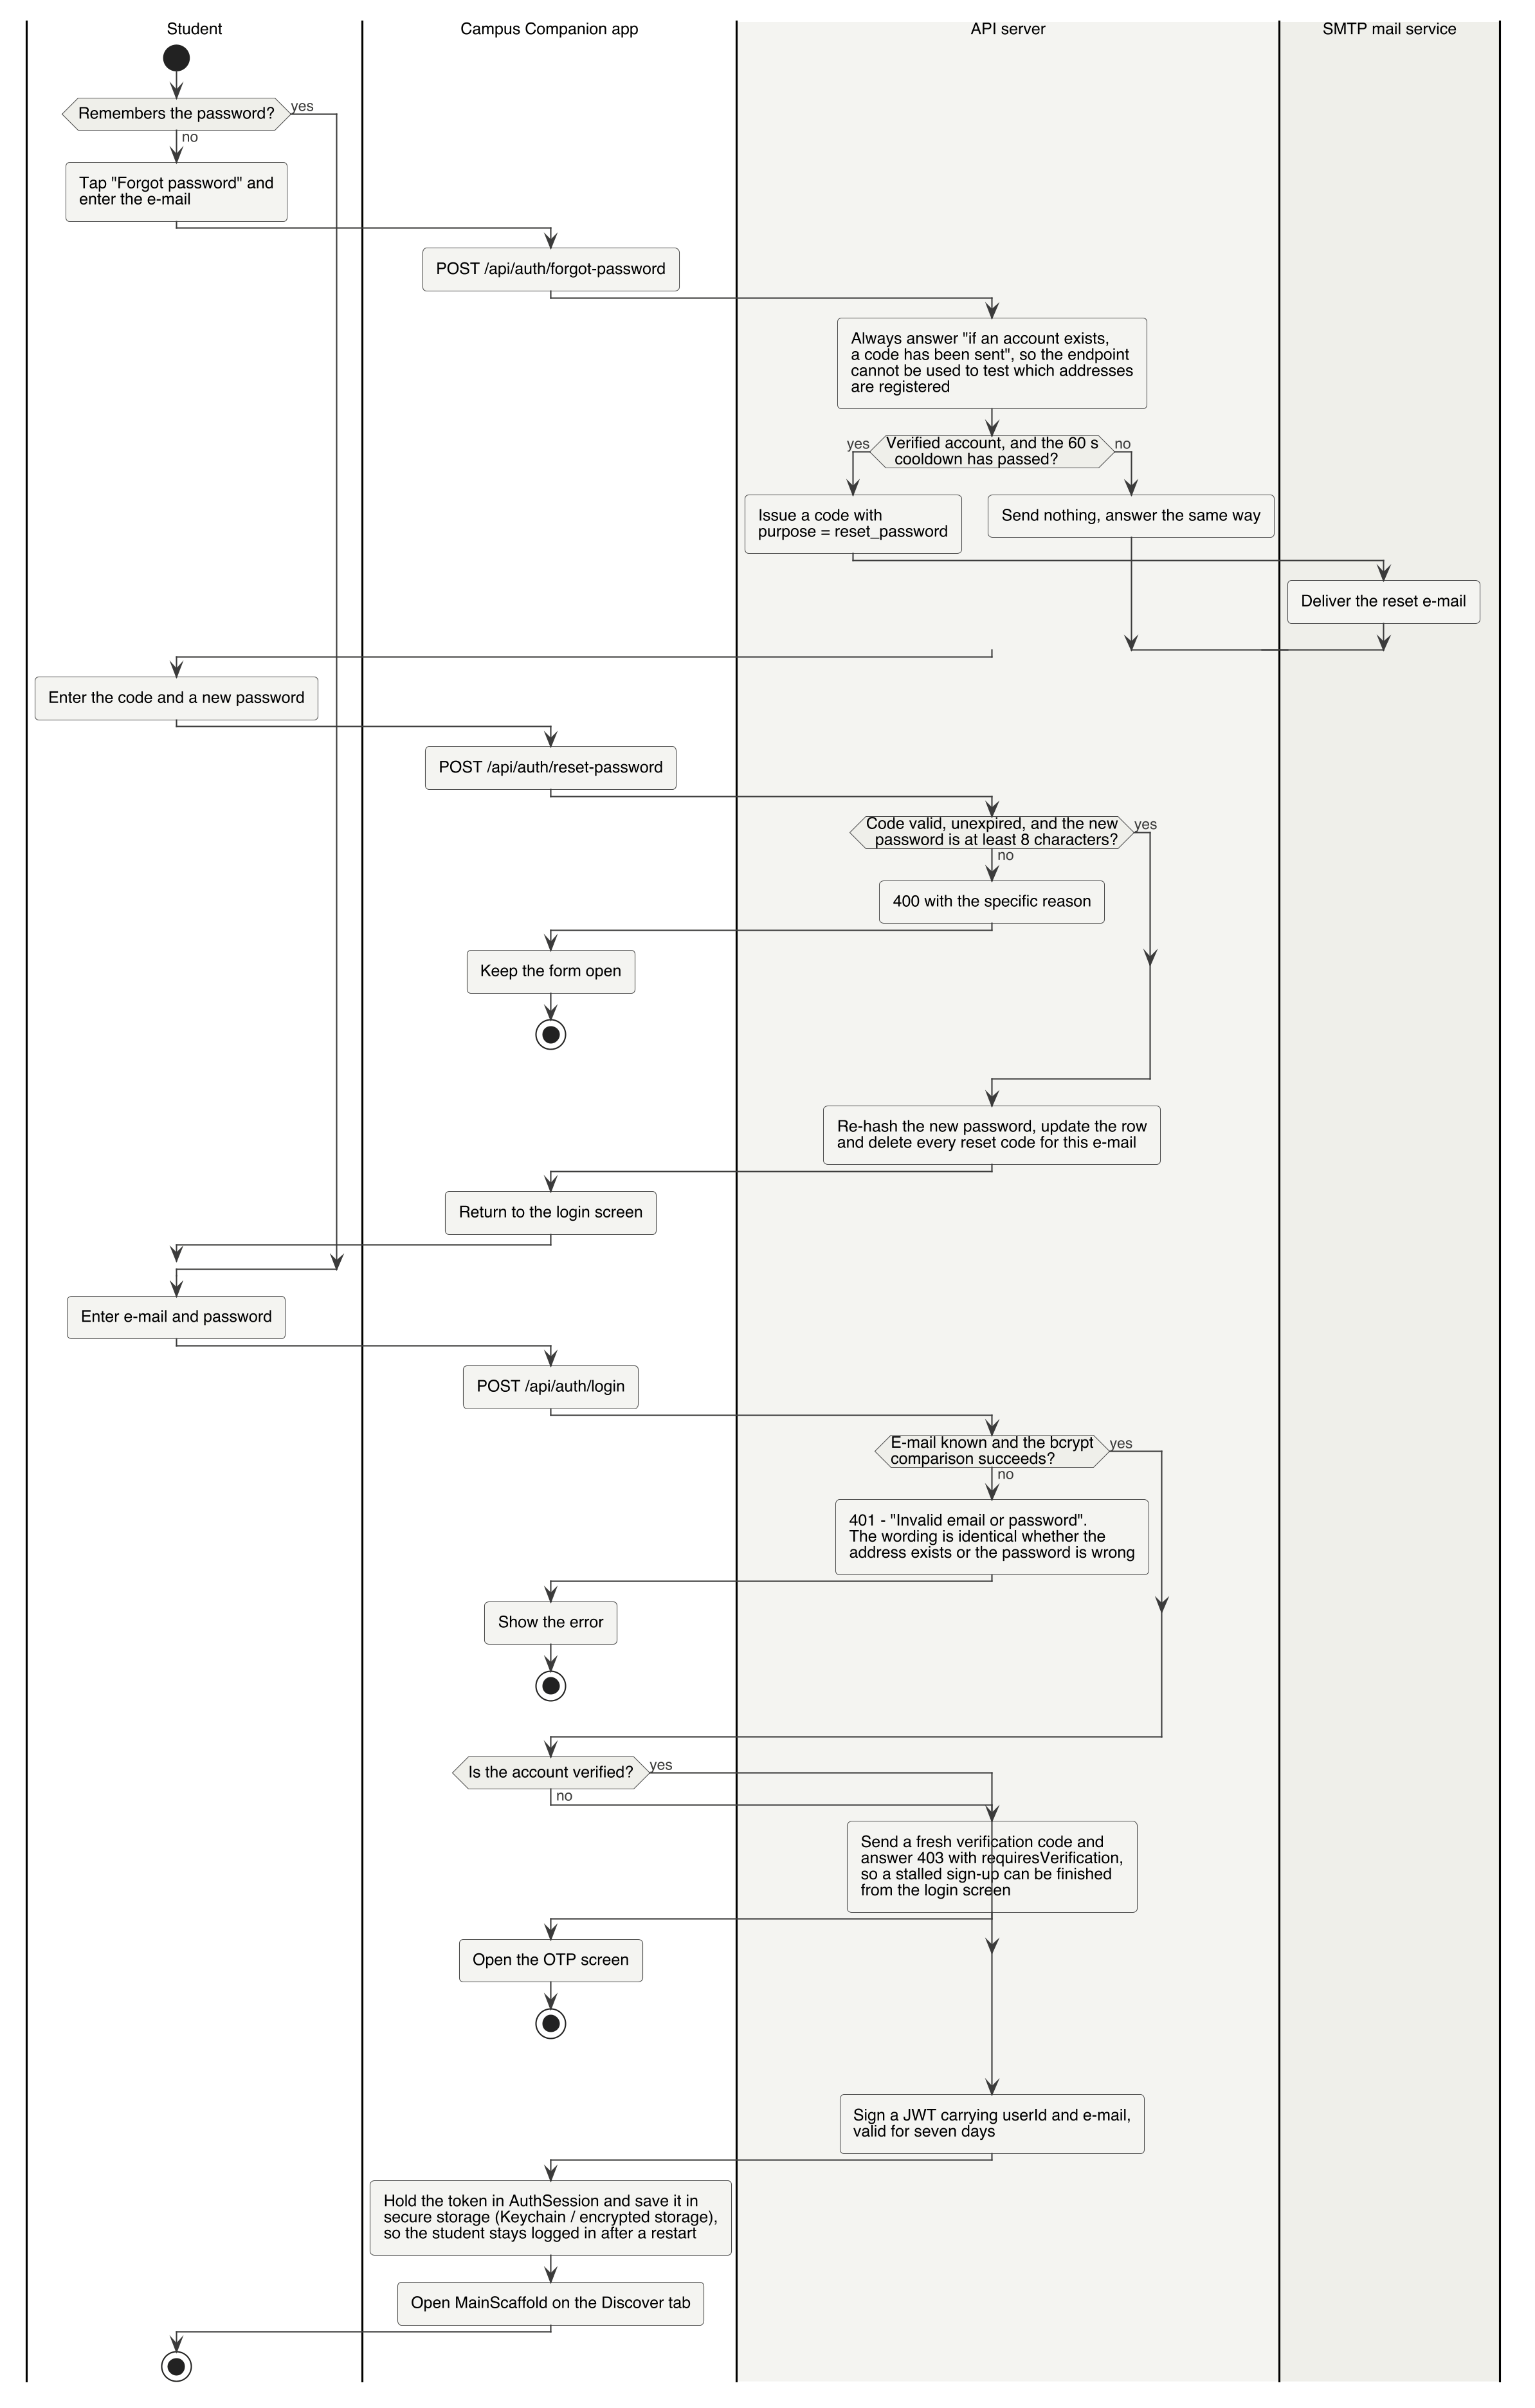 Student
Campus Companion app
API server
SMTP mail service
Remembers the password?
yes
no
Tap "Forgot password" and
enter the e-mail
POST /api/auth/forgot-password
Always answer "if an account exists,
a code has been sent", so the endpoint
cannot be used to test which addresses
are registered
Verified account, and the 60 s
cooldown has passed?
yes
no
Issue a code with
purpose = reset_password
Send nothing, answer the same way
Deliver the reset e-mail
Enter the code and a new password
POST /api/auth/reset-password
Code valid, unexpired, and the new
password is at least 8 characters?
yes
no
400 with the specific reason
Keep the form open
Re-hash the new password, update the row
and delete every reset code for this e-mail
Return to the login screen
Enter e-mail and password
POST /api/auth/login
E-mail known and the bcrypt
comparison succeeds?
yes
no
401 - "Invalid email or password".
The wording is identical whether the
address exists or the password is wrong
Show the error
Is the account verified?
yes
no
Send a fresh verification code and
answer 403 with requiresVerification,
so a stalled sign-up can be finished
from the login screen
Open the OTP screen
Sign a JWT carrying userId and e-mail,
valid for seven days
Hold the token in AuthSession and save it in
secure storage (Keychain / encrypted storage),
so the student stays logged in after a restart
Open MainScaffold on the Discover tab